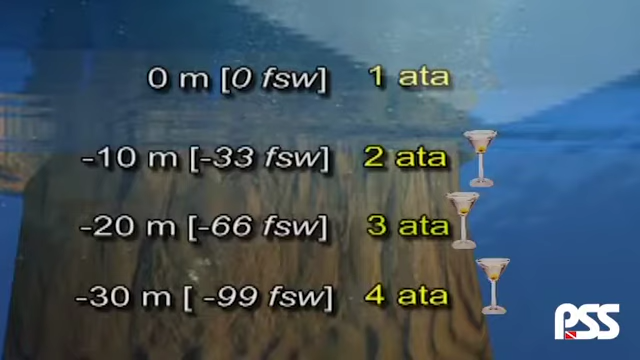 0 m [0 fsw] 1 ata
-10 m [-33 fsw] 2 ata
-20 m [-66 fsw] 3 ata
-30 m [ -99 fsw] 4 ata
PSS